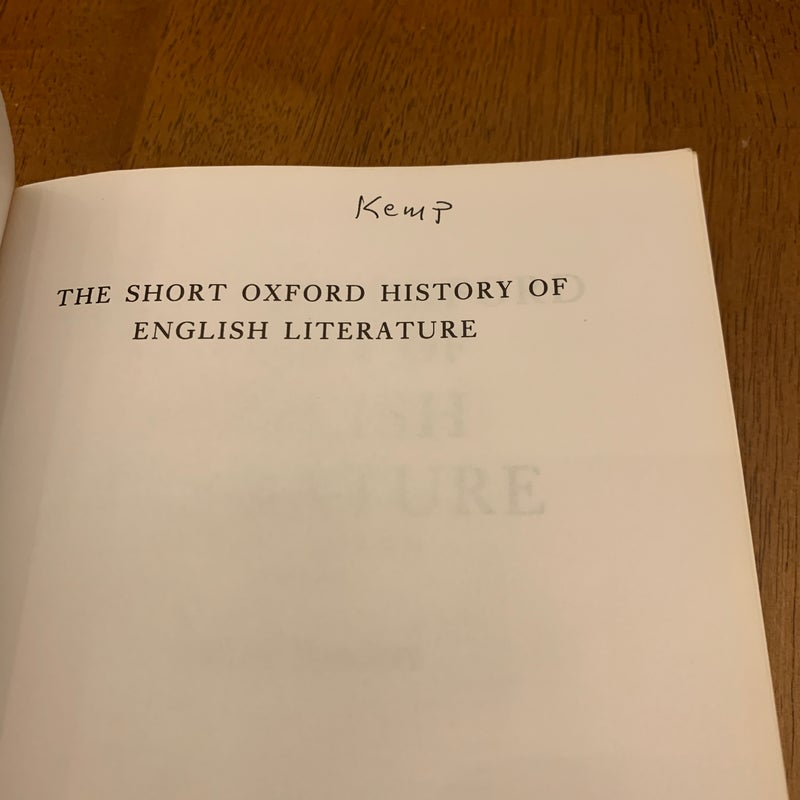 Kemp
THE SHORT OXFORD HISTORY OF
ENGLISH LITERATURE